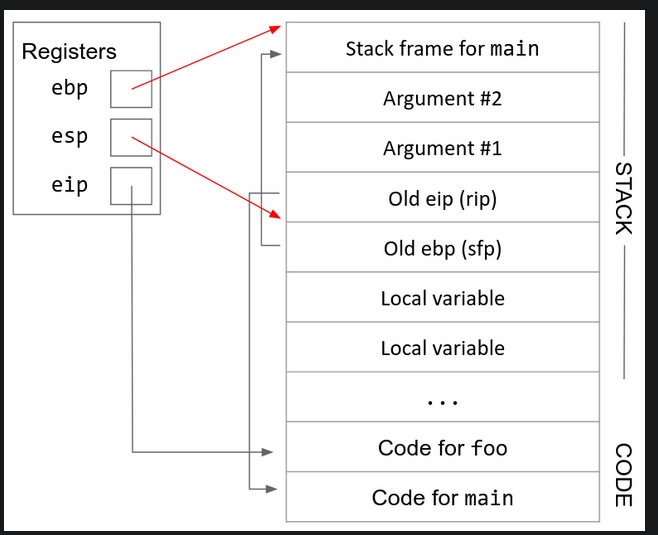 Registers
ebp
esp
eip
Stack frame for main
Argument #2
Argument #1
Old eip (rip)
Old ebp (sfp)
Local variable
Local variable
...
Code for foo
Code for main
STACK
CODE